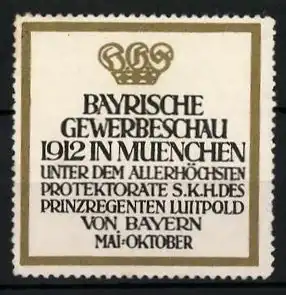 BAYRISCHE
GEWERBESCHAU
1912 IN MUENCHEN
UNTER DEM ALLERHÖCHSTEN
PROTEKTORATE S.K.H.DES
PRINZREGENTEN LUITPOLD
VON BAYERN
MAI=OKTOBER